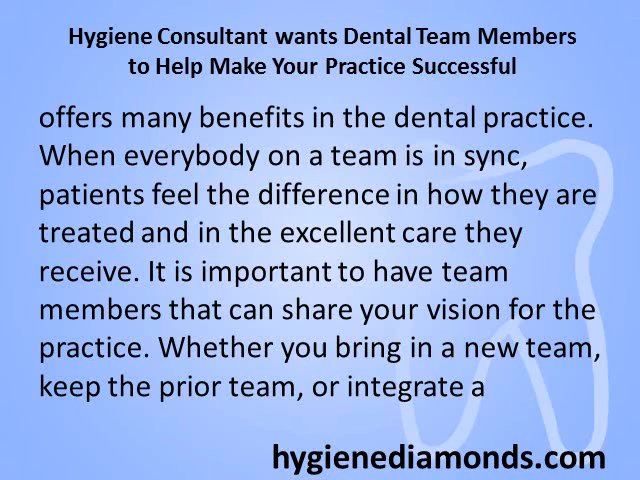 Hygiene Consultant wants Dental Team Members
to Help Make Your Practice Successful
offers many benefits in the dental practice.
When everybody on a team is in sync,
patients feel the difference in how they are
treated and in the excellent care they
receive. It is important to have team
members that can share your vision for the
practice. Whether you bring in a new team,
keep the prior team, or integrate a
hygienediamonds.com